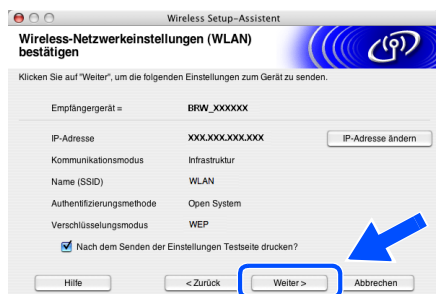 Wireless Setup-Assistent
Wireless-Netzwerkeinstellungen (WLAN)
bestätigen
Klicken Sie auf "Weiter", um die folgenden Einstellungen zum Gerät zu senden.
Empfängergerät = BRW_XXXXXX
IP-Adresse XXX.XXX.XXX.XXX IP-Adresse ändern
Kommunikationsmodus Infrastruktur
Name (SSID) WLAN
Authentifizierungsmethode Open System
Verschlüsselungsmodus WEP
Nach dem Senden der Einstellungen Testseite drucken?
Hilfe < Zurück Weiter > Abbrechen